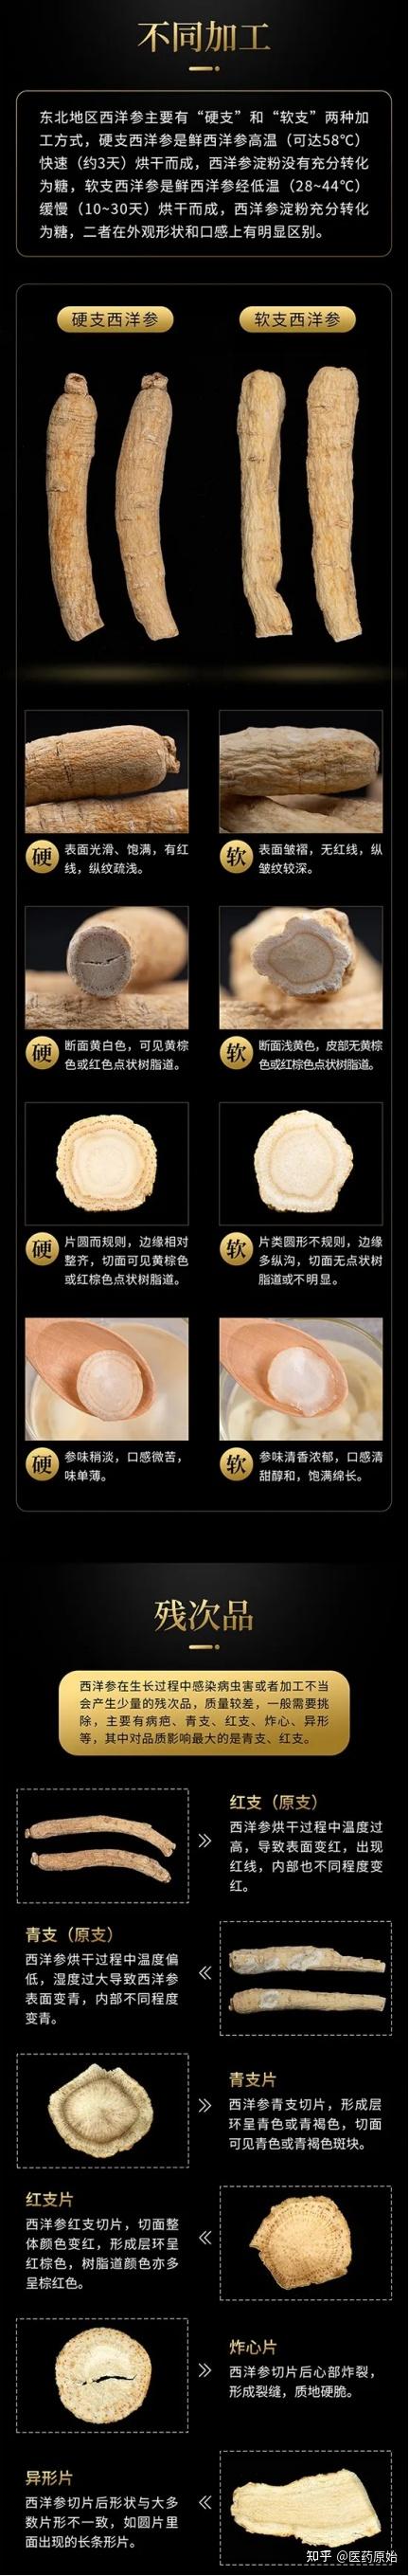 不同加工
东北地区西洋参主要有“硬支”和“软支”两种加
工方式，硬支西洋参是鲜西洋参高温（可达58℃）
快速（约3天）烘干而成，西洋参淀粉没有充分转化
为糖，软支西洋参是鲜西洋参经低温（28~44℃）
缓慢（10~30天）烘干而成，西洋参淀粉充分转化
为糖，二者在外观形状和口感上有明显区别。
硬支西洋参
软支西洋参
硬
表面光滑、饱满，有红
线，纵纹疏浅。
软
表面皱褶，无红线，纵
皱纹较深。
硬
断面黄白色，可见黄棕
色或红色点状树脂道。
软
断面浅黄色，皮部无黄棕
色或红棕色点状树脂道。
硬
片圆而规则，边缘相对
整齐，切面可见黄棕色
或红棕色点状树脂道。
软
片类圆形不规则，边缘
多纵沟，切面无点状树
脂道或不明显。
硬
参味稍淡，口感微苦，
味单薄。
软
参味清香浓郁，口感清
甜醇和，饱满绵长。
残次品
西洋参在生长过程中感染病虫害或者加工不当
会产生少量的残次品，质量较差，一般需要挑
除，主要有病疤、青支、红支、炸心、异形
等，其中对品质影响最大的是青支、红支。
红支（原支）
西洋参烘干过程中温度过
高，导致表面变红，出现
红线，内部也不同程度变
红。
青支（原支）
西洋参烘干过程中温度偏
低，湿度过大导致西洋参
表面变青，内部不同程度
变青。
青支片
西洋参青支切片，形成层
环呈青色或青褐色，切面
可见青色或青褐色斑块。
红支片
西洋参红支切片，切面整
体颜色变红，形成层环呈
红棕色，树脂道颜色亦多
呈棕红色。
炸心片
西洋参切片后心部炸裂，
形成裂缝，质地硬脆。
异形片
西洋参切片后形状与大多
数片形不一致，如圆片里
面出现的长条形片。
知乎 @医药原始